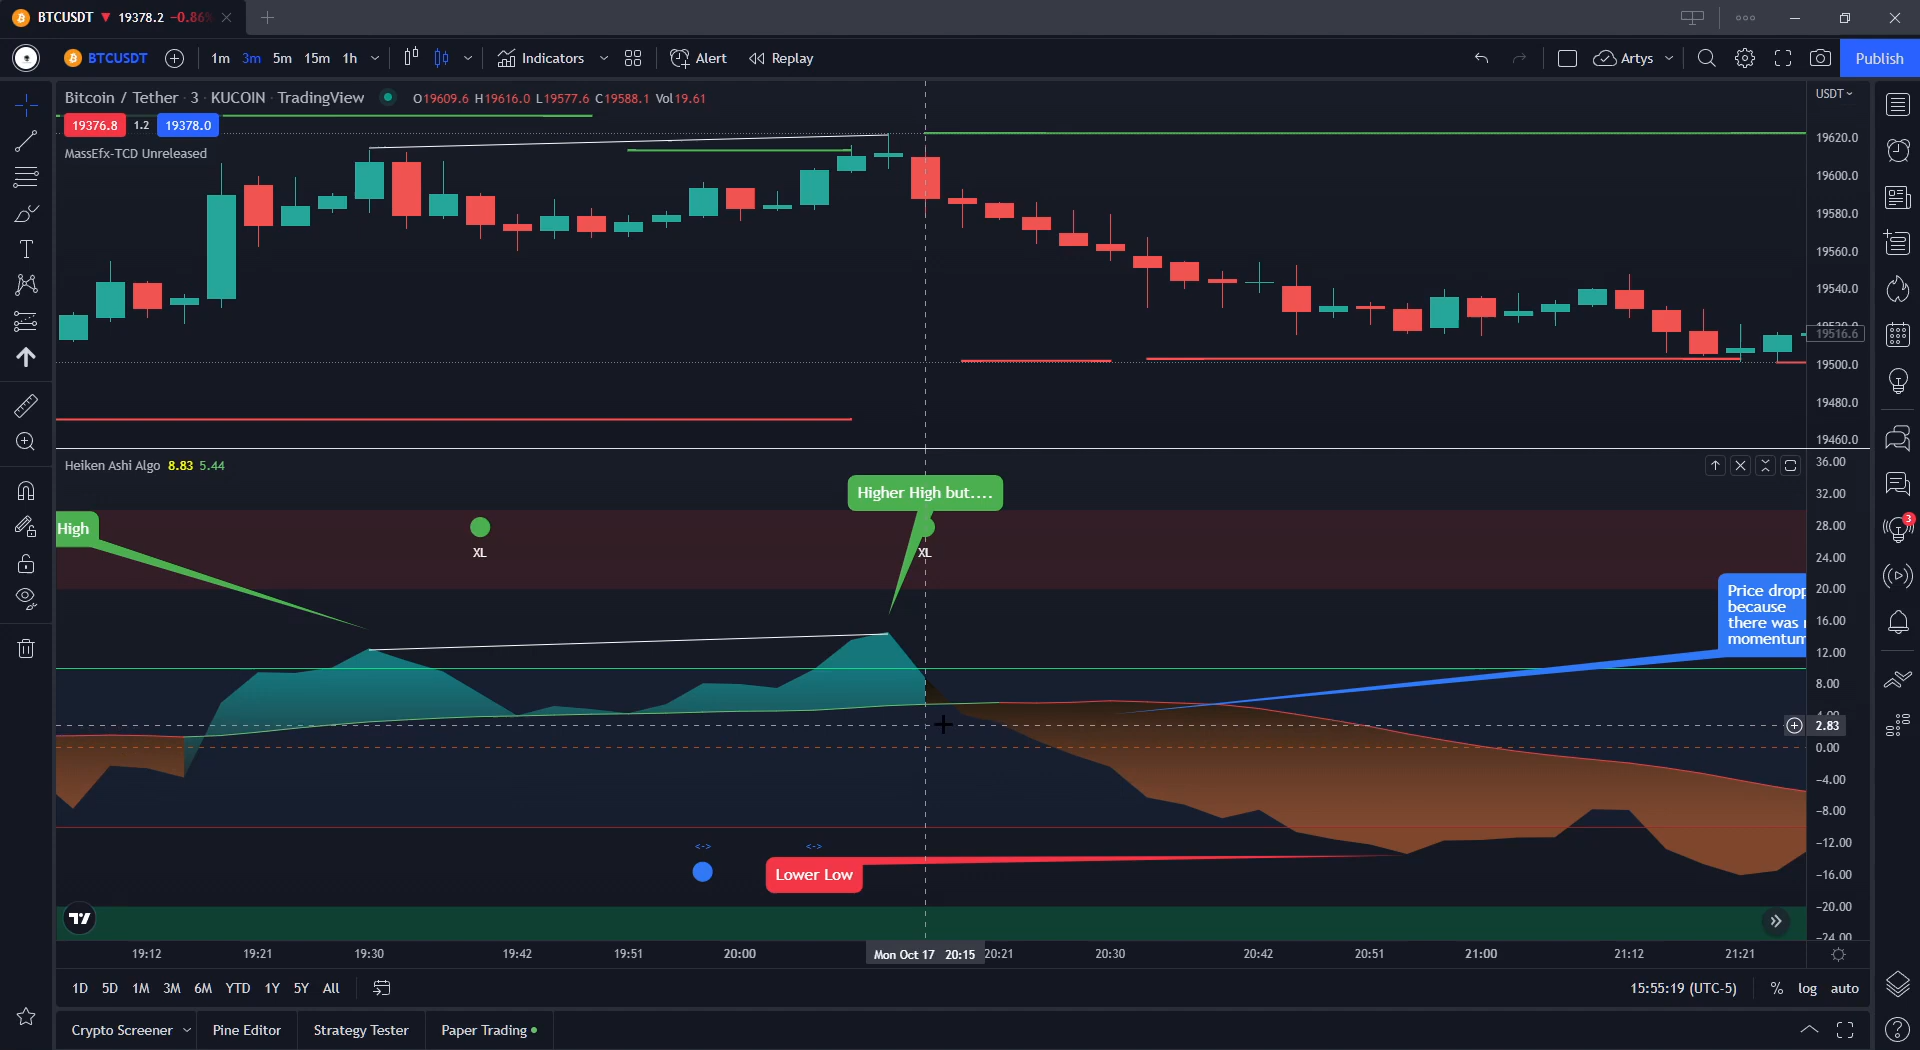 BTCUSDT ▼ 19378.2 −0.86%
BTCUSDT 1m 3m 5m 15m 1h Indicators Alert Replay Artys Publish
Bitcoin / Tether · 3 · KUCOIN · TradingView O19609.6 H19616.0 L19577.6 C19588.1 Vol19.61
USDT
19376.8 1.2 19378.0
MassEfx-TCD Unreleased
19620.0
19600.0
19580.0
19560.0
19540.0
19516.6
19500.0
19480.0
19460.0
Heiken Ashi Algo 8.83 5.44
36.00
32.00
28.00
24.00
20.00
16.00
12.00
8.00
2.83
0.00
−4.00
−8.00
−12.00
−16.00
−20.00
−24.00
High
XL
Higher High but....
XL
Price dropp
because
there was
momentum
3
<->
<->
Lower Low
19:12 19:21 19:30 19:42 19:51 20:00 Mon Oct 17 20:15 20:21 20:30 20:42 20:51 21:00 21:12 21:21
1D 5D 1M 3M 6M YTD 1Y 5Y All
15:55:19 (UTC-5) % log auto
Crypto Screener Pine Editor Strategy Tester Paper Trading